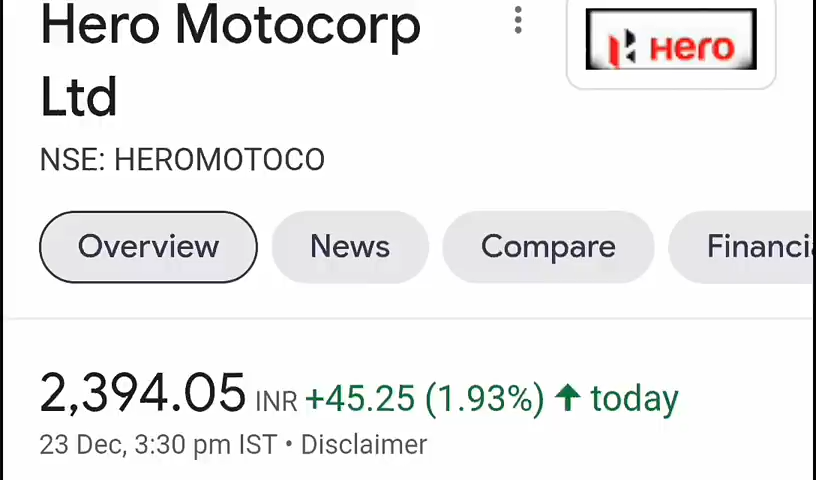 Hero Motocorp
Ltd
Hero
NSE: HEROMOTOCO
Overview News Compare Financi
2,394.05 INR +45.25 (1.93%) ↑ today
23 Dec, 3:30 pm IST • Disclaimer